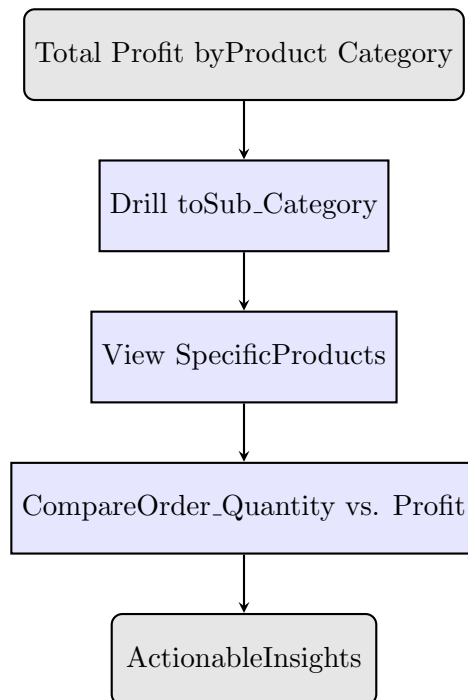 Total Profit byProduct Category
Drill toSub_Category
View SpecificProducts
CompareOrder_Quantity vs. Profit
ActionableInsights